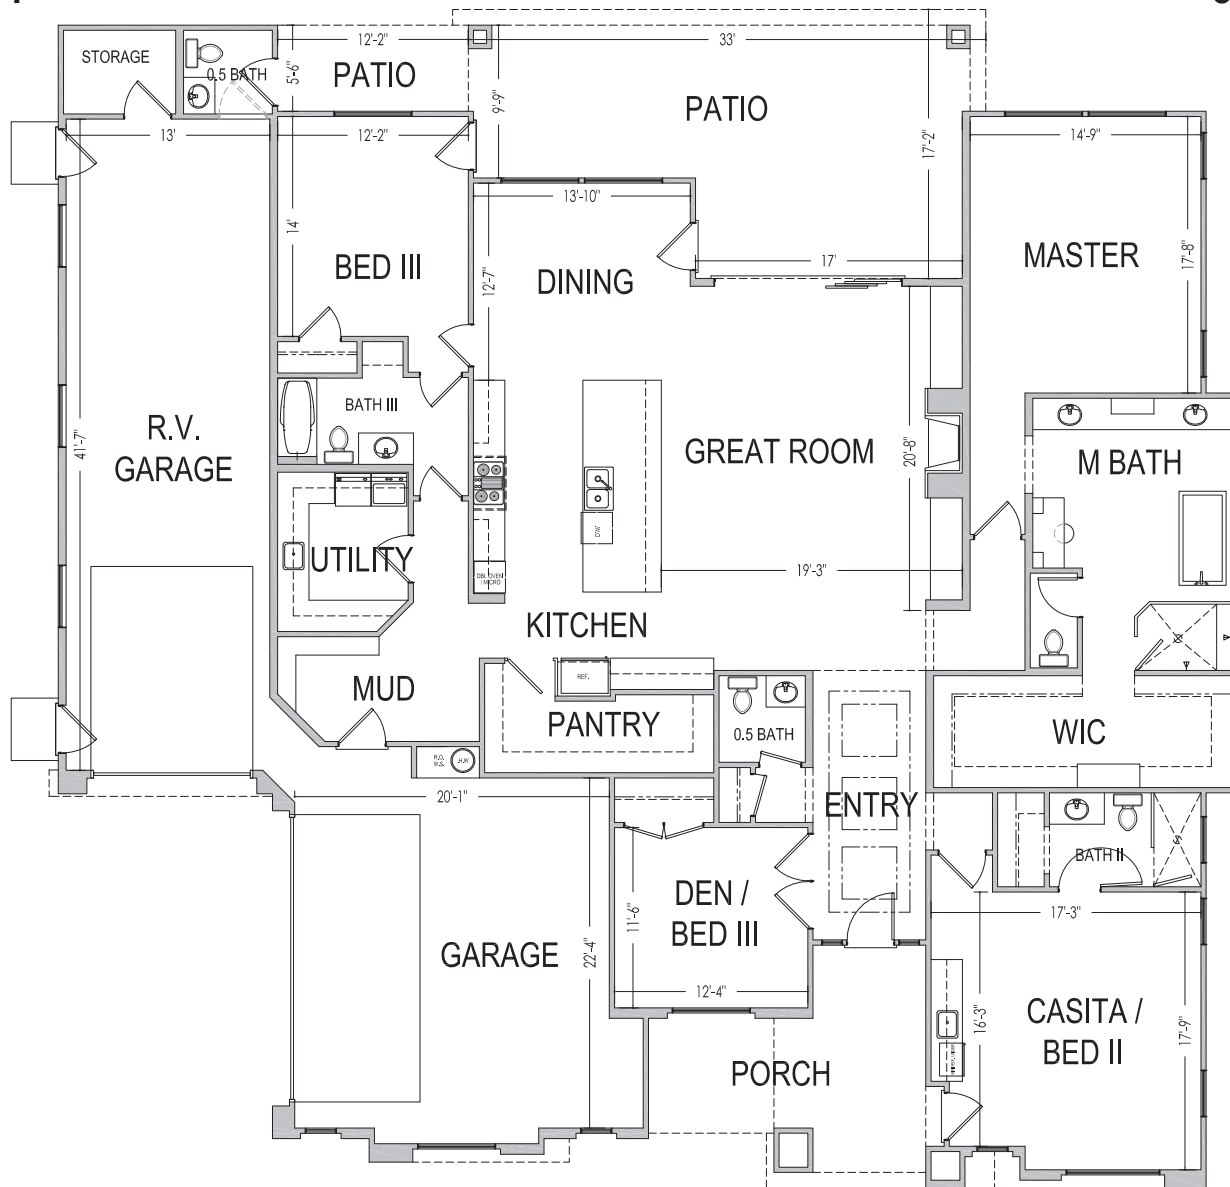 STORAGE
0.5 BATH
12'-2"
5'-6"
PATIO
33'
9'-9"
PATIO
17'-2"
13'
12'-2"
14'-9"
14'
BED III
13'-10"
12'-7"
DINING
17'
MASTER
17'-8"
R.V.
GARAGE
41'-7"
BATH III
GREAT ROOM
20'-8"
M BATH
UTILITY
D/W
DBL OVEN
/ MICRO
19'-3"
KITCHEN
MUD
REF.
PANTRY
0.5 BATH
WIC
R.O.
W.S.
H/W
20'-1"
ENTRY
BATH II
DEN /
BED III
11'-6"
12'-4"
17'-3"
GARAGE
22'-4"
CASITA /
BED II
16'-3"
17'-9"
PORCH